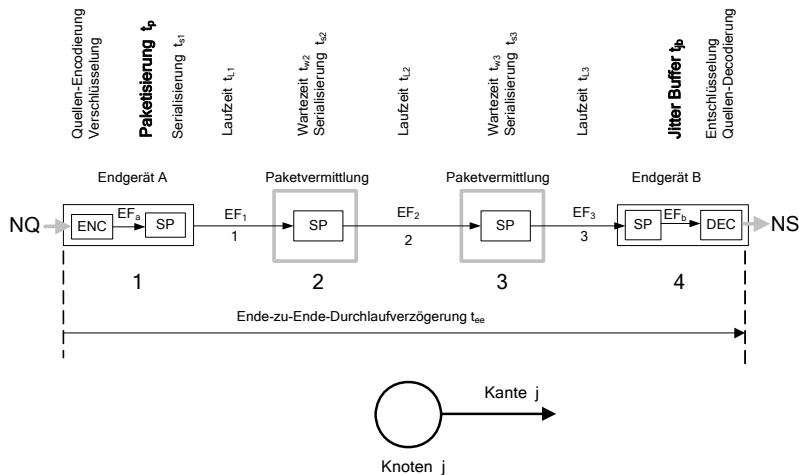 Quellen-Encodierung
Verschlüsselung
Paketisierung tp
Serialisierung ts1
Laufzeit tL1
Wartezeit tw2
Serialisierung ts2
Laufzeit tL2
Wartezeit tw3
Serialisierung ts3
Laufzeit tL3
Jitter Buffer tjb
Entschlüsselung
Quellen-Decodierung
Endgerät A
Paketvermittlung
Paketvermittlung
Endgerät B
NQ
ENC
EFa
SP
EF1
1
SP
EF2
2
SP
EF3
3
SP
EFb
DEC
NS
1
2
3
4
Ende-zu-Ende-Durchlaufverzögerung tee
Kante j
Knoten j